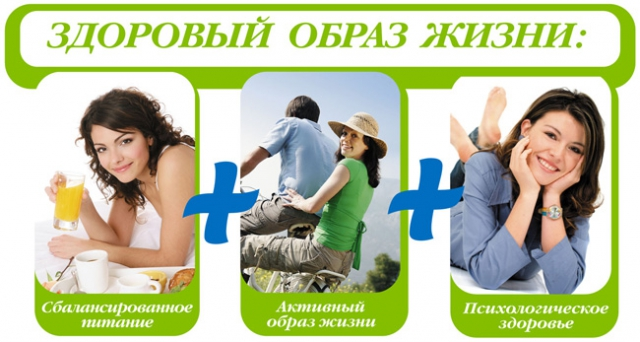 ЗДОРОВЫЙ ОБРАЗ ЖИЗНИ:
Сбалансированное
питание
Активный
образ жизни
Психологическое
здоровье